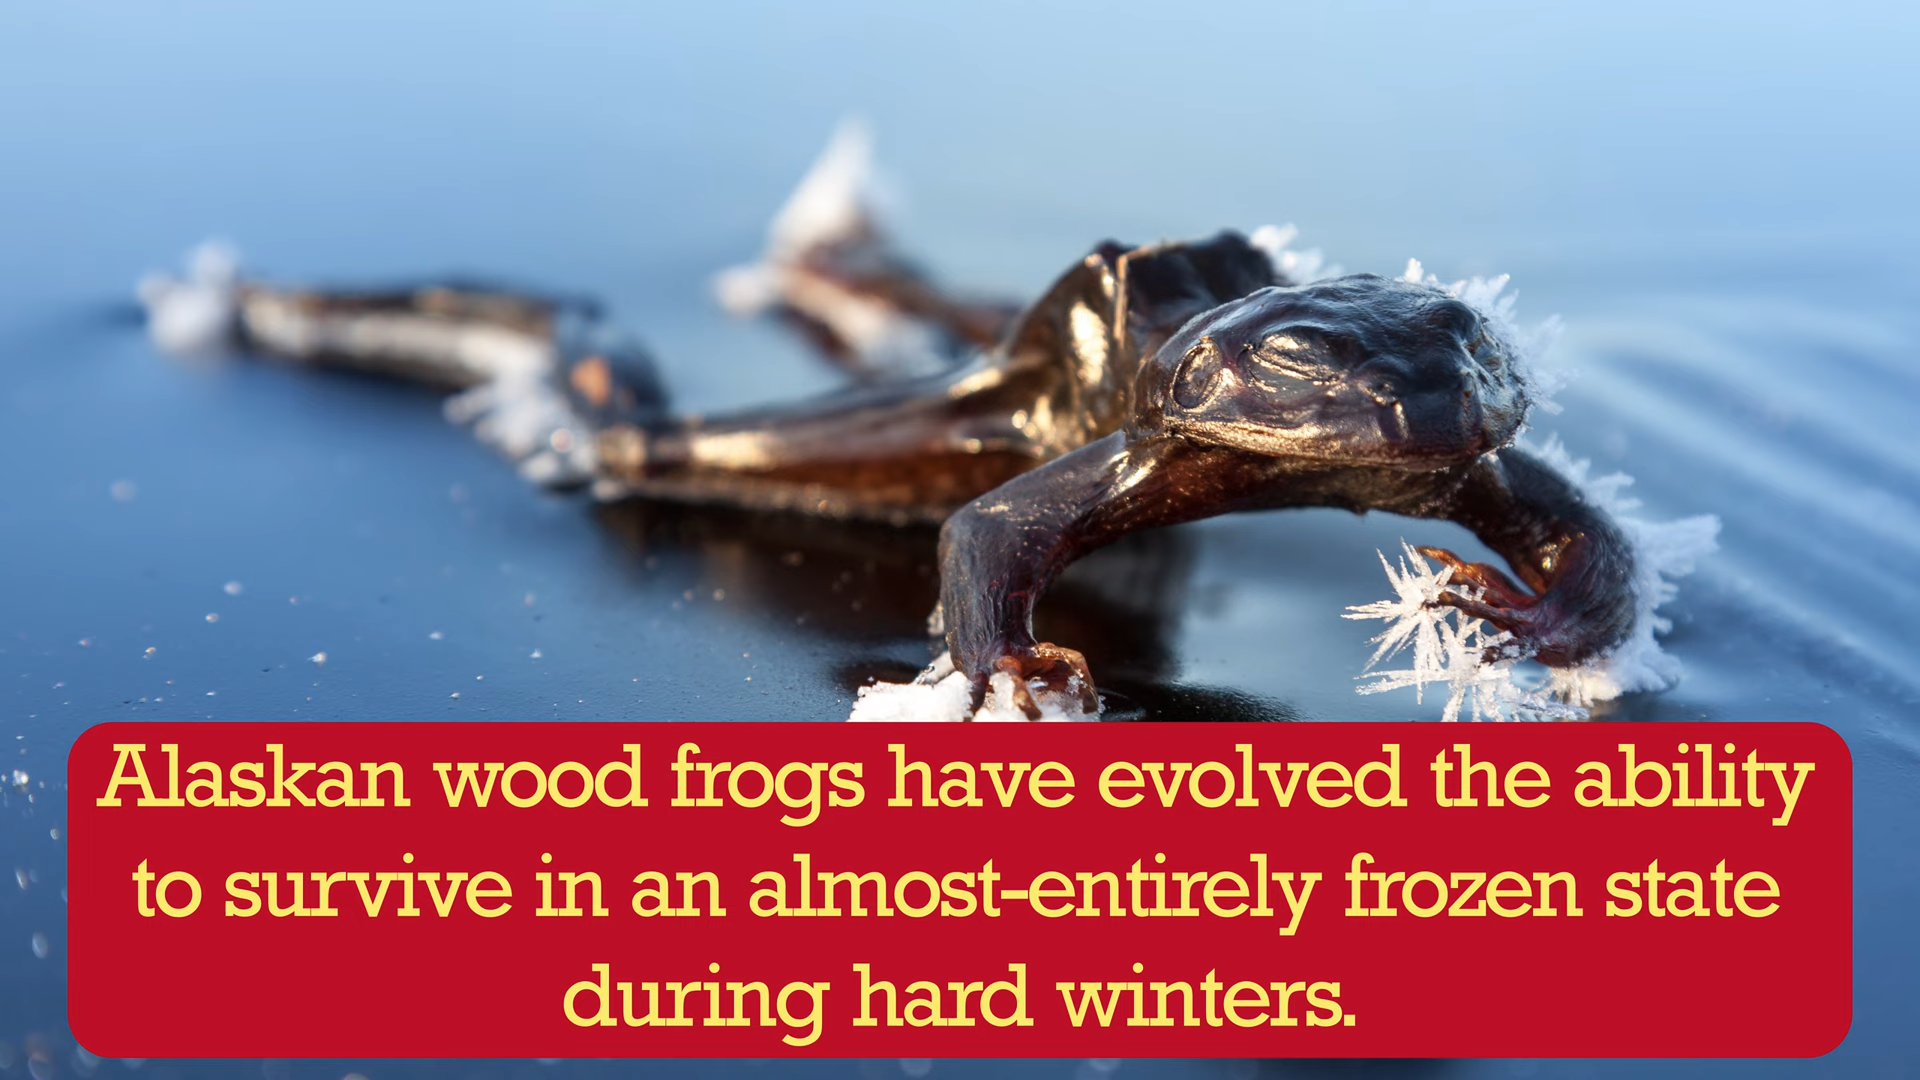 Alaskan wood frogs have evolved the ability
to survive in an almost-entirely frozen state
during hard winters.